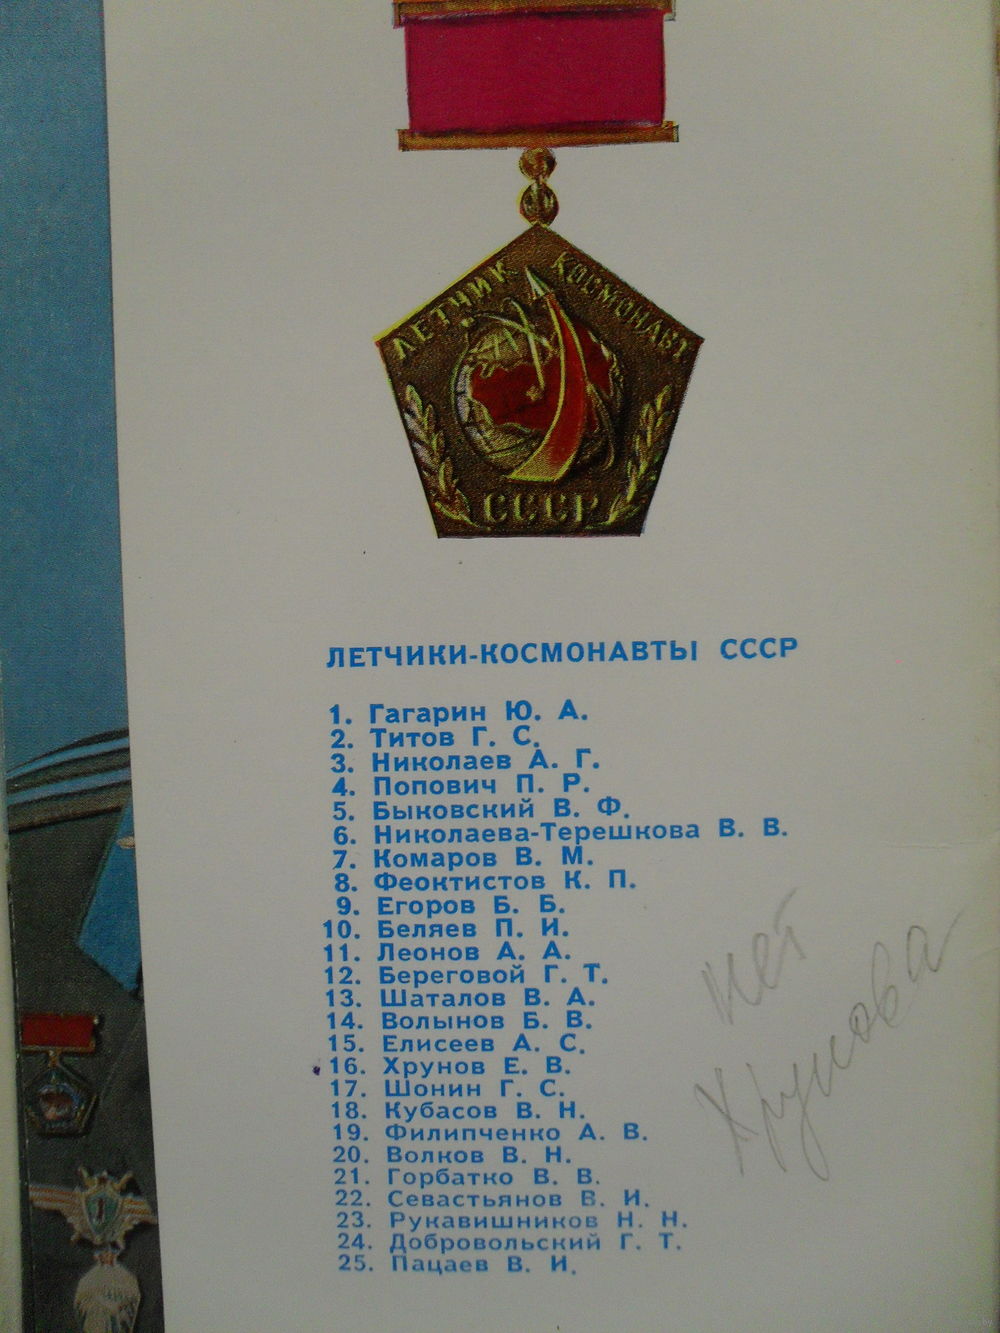 ЛЕТЧИК КОСМОНАВТ
СССР
ЛЕТЧИКИ-КОСМОНАВТЫ СССР
1. Гагарин Ю. А.
2. Титов Г. С.
3. Николаев А. Г.
4. Попович П. Р.
5. Быковский В. Ф.
6. Николаева-Терешкова В. В.
7. Комаров В. М.
8. Феоктистов К. П.
9. Егоров Б. Б.
10. Беляев П. И.
11. Леонов А. А.
12. Береговой Г. Т.
13. Шаталов В. А.
14. Волынов Б. В.
15. Елисеев А. С.
16. Хрунов Е. В.
17. Шонин Г. С.
18. Кубасов В. Н.
19. Филипченко А. В.
20. Волков В. Н.
21. Горбатко В. В.
22. Севастьянов В. И.
23. Рукавишников Н. Н.
24. Добровольский Г. Т.
25. Пацаев В. И.
нет
Хрунова